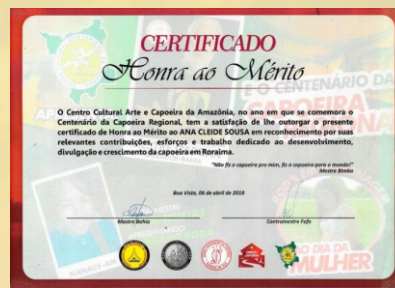 CERTIFICADO
Honra ao Mérito
E O CENTENÁRIO DA
CAPOEIRA
O Centro Cultural Arte e Capoeira da Amazônia, no ano em que se comemora o
Centenário da Capoeira Regional, tem a satisfação de lhe outorgar o presente
certificado de Honra ao Mérito ao ANA CLEIDE SOUSA em reconhecimento por suas
relevantes contribuições, esforços e trabalho dedicado ao desenvolvimento,
divulgação e crescimento da capoeira em Roraima.
"Não fiz a capoeira pra mim, fiz a capoeira para o mundo!"
Mestre Bimba
Boa Vista, 06 de abril de 2018
Mestre Bahia
Contramestre Fafa
MANAUS-AM
DIA DA
MULHER